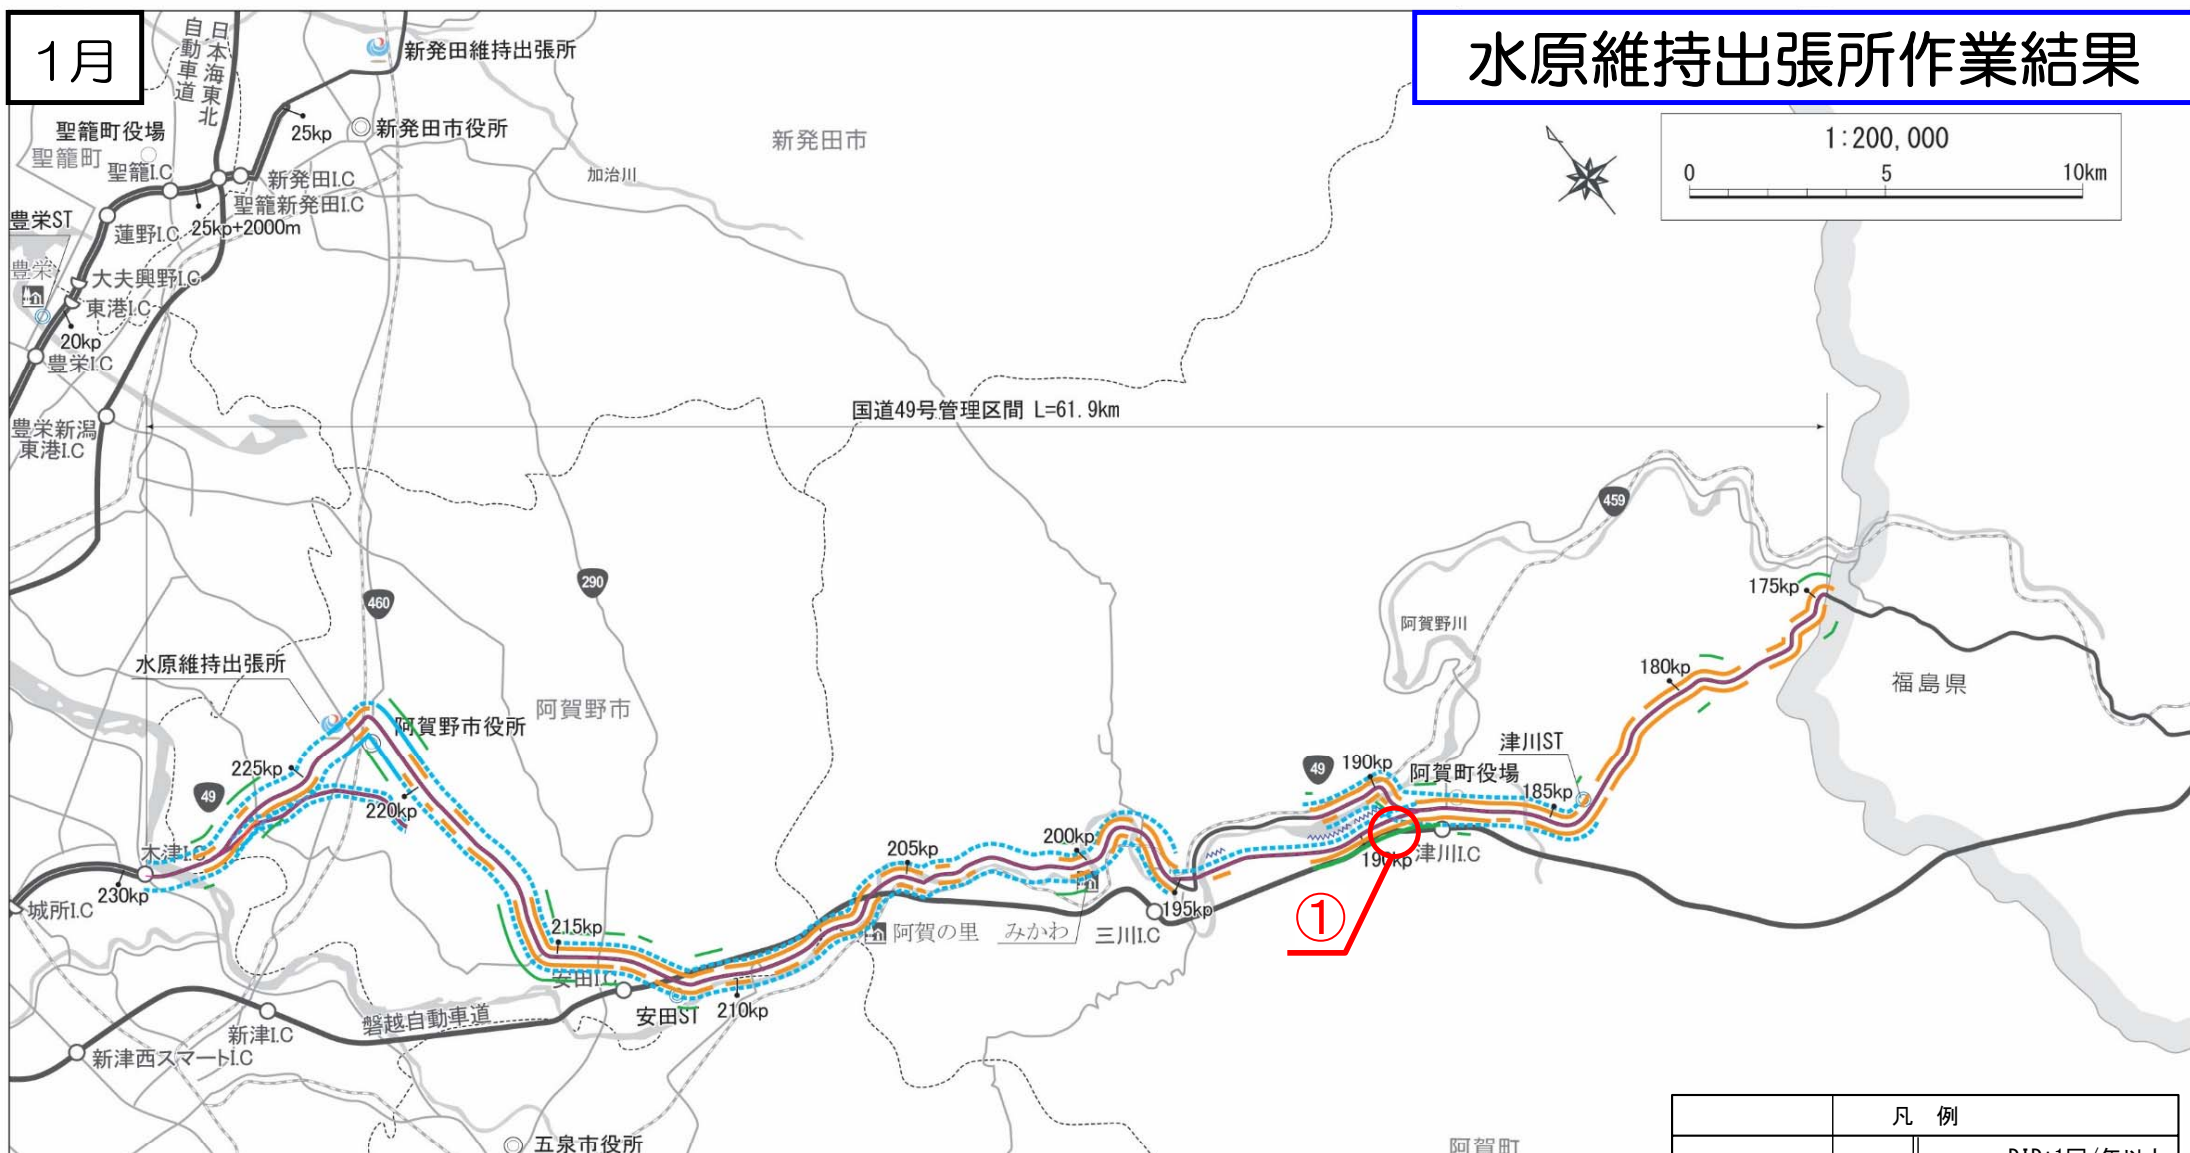 1月
水原維持出張所作業結果
日本海東北
自動車道
新発田維持出張所
25kp
新発田市役所
聖籠町役場
聖籠町
聖籠I.C
新発田I.C
聖籠新発田I.C
新発田市
加治川
1:200,000
0 5 10km
豊栄ST
蓮野I.C
25kp+2000m
豊栄
大夫興野I.C
東港I.C
20kp
豊栄I.C
国道49号管理区間 L=61.9km
豊栄新潟
東港I.C
459
290
460
175kp
阿賀野川
水原維持出張所
180kp
福島県
阿賀野市
阿賀野市役所
津川ST
225kp
49
49
190kp
阿賀町役場
185kp
220kp
200kp
205kp
木津I.C
190kp
津川I.C
230kp
城所I.C
195kp
①
215kp
阿賀の里
みかわ
三川I.C
安田I.C
安田ST
210kp
磐越自動車道
新津I.C
新津西スマートI.C
五泉市役所
阿賀町
凡 例